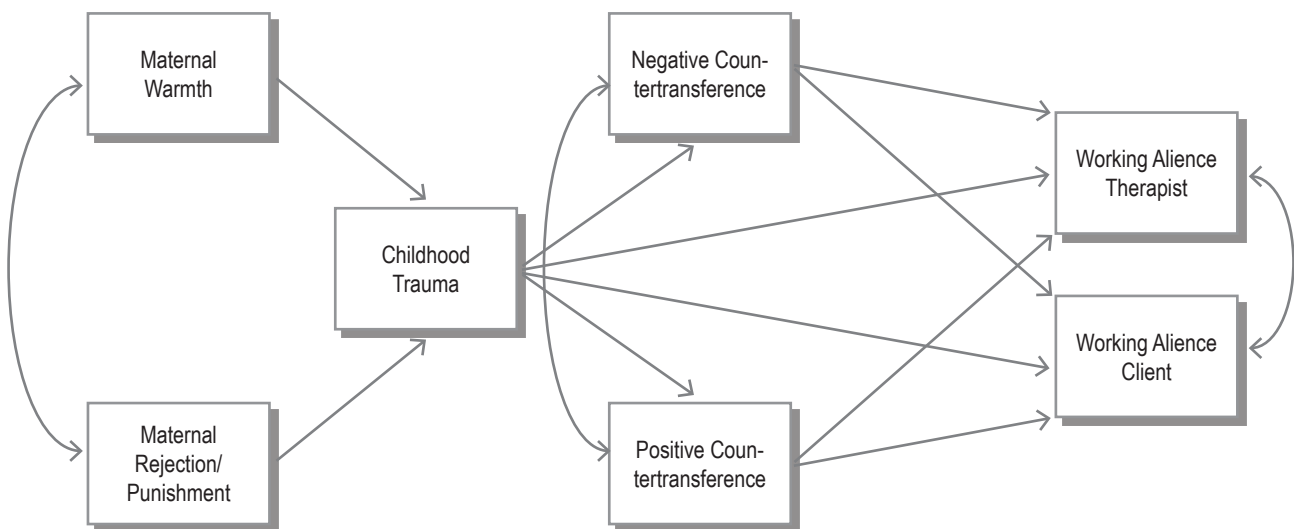 Maternal
Warmth
Negative Coun-
tertransference
Working Alience
Therapist
Childhood
Trauma
Working Alience
Client
Maternal
Rejection/
Punishment
Positive Coun-
tertransference